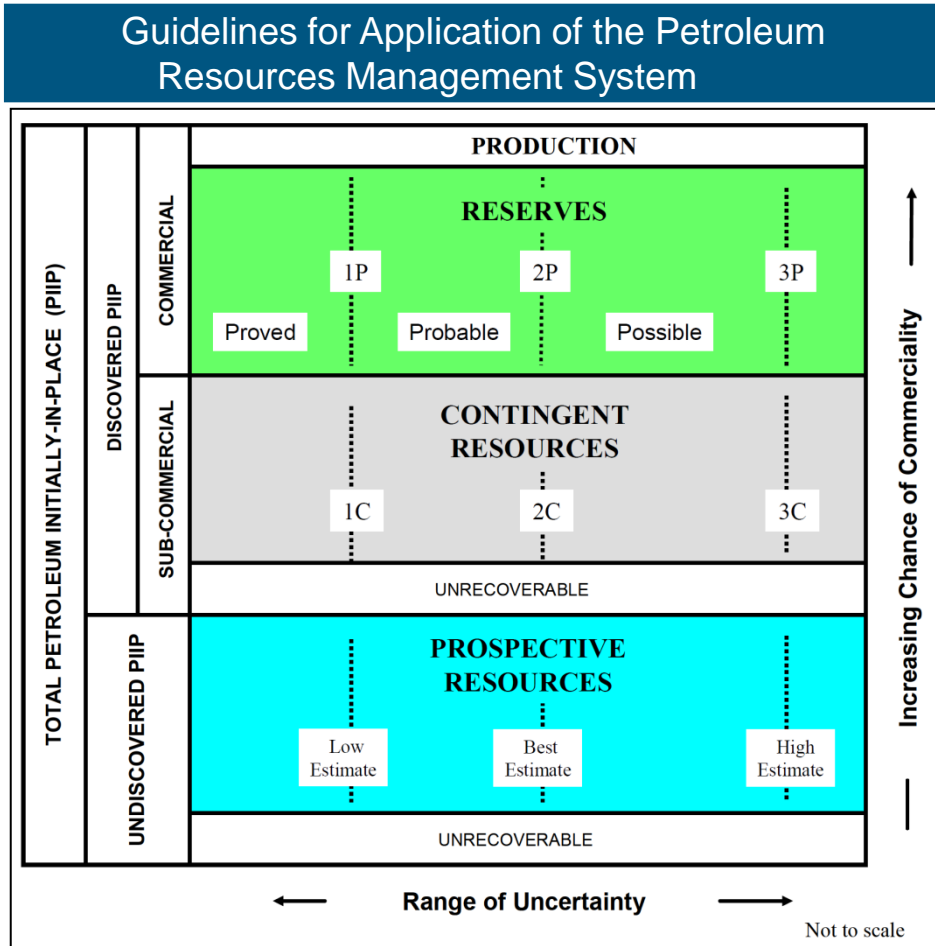 Guidelines for Application of the Petroleum
Resources Management System
TOTAL PETROLEUM INITIALLY-IN-PLACE (PIIP)
DISCOVERED PIIP
UNDISCOVERED PIIP
COMMERCIAL
SUB-COMMERCIAL
PRODUCTION
RESERVES
1P
2P
3P
Proved
Probable
Possible
CONTINGENT
RESOURCES
1C
2C
3C
UNRECOVERABLE
PROSPECTIVE
RESOURCES
Low
Estimate
Best
Estimate
High
Estimate
UNRECOVERABLE
Increasing Chance of Commerciality
Range of Uncertainty
Not to scale